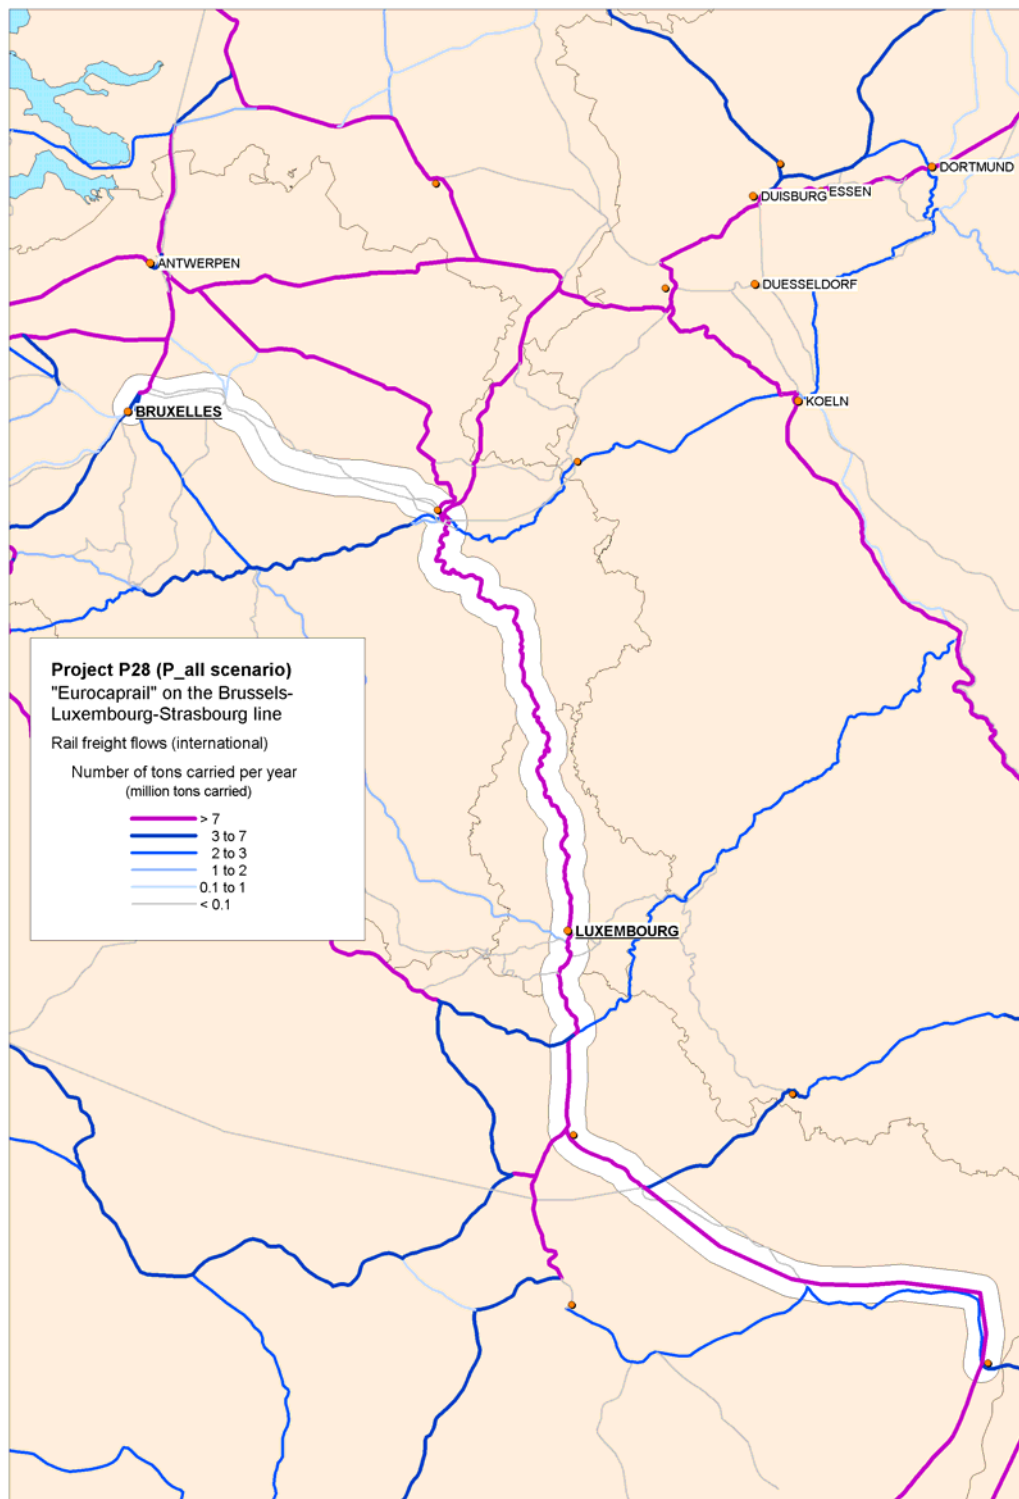 DORTMUND
ESSEN
DUISBURG
ANTWERPEN
DUESSELDORF
KOELN
BRUXELLES
Project P28 (P_all scenario)
"Eurocaprail" on the Brussels-
Luxembourg-Strasbourg line
Rail freight flows (international)
Number of tons carried per year
(million tons carried)
> 7
3 to 7
2 to 3
1 to 2
0.1 to 1
< 0.1
LUXEMBOURG